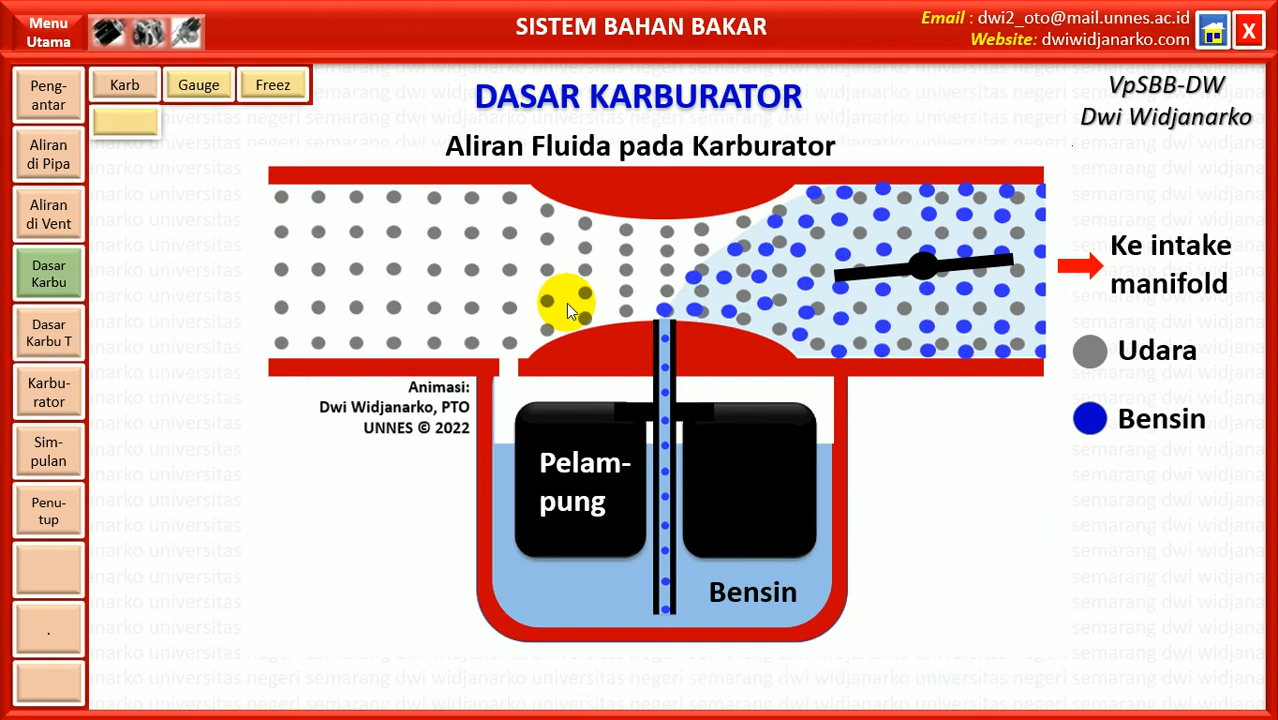 Menu
Utama
SISTEM BAHAN BAKAR
Email : dwi2_oto@mail.unnes.ac.id
Website: dwiwidjanarko.com
X
Peng-
antar
Aliran
di Pipa
Aliran
di Vent
Dasar
Karbu
Dasar
Karbu T
Karbu-
rator
Sim-
pulan
Penu-
tup
.
Karb
Gauge
Freez
DASAR KARBURATOR
Aliran Fluida pada Karburator
VpSBB-DW
Dwi Widjanarko
Ke intake
manifold
Udara
Bensin
Animasi:
Dwi Widjanarko, PTO
UNNES © 2022
Pelam-
pung
Bensin